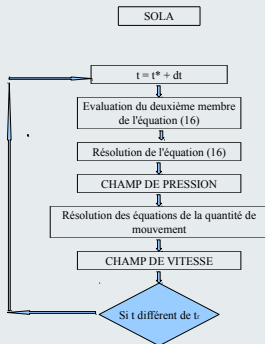 SOLA
t = t* + dt
Evaluation du deuxième membre
de l'équation (16)
Résolution de l'équation (16)
CHAMP DE PRESSION
Résolution des équations de la quantité de
mouvement
CHAMP DE VITESSE
Si t différent de